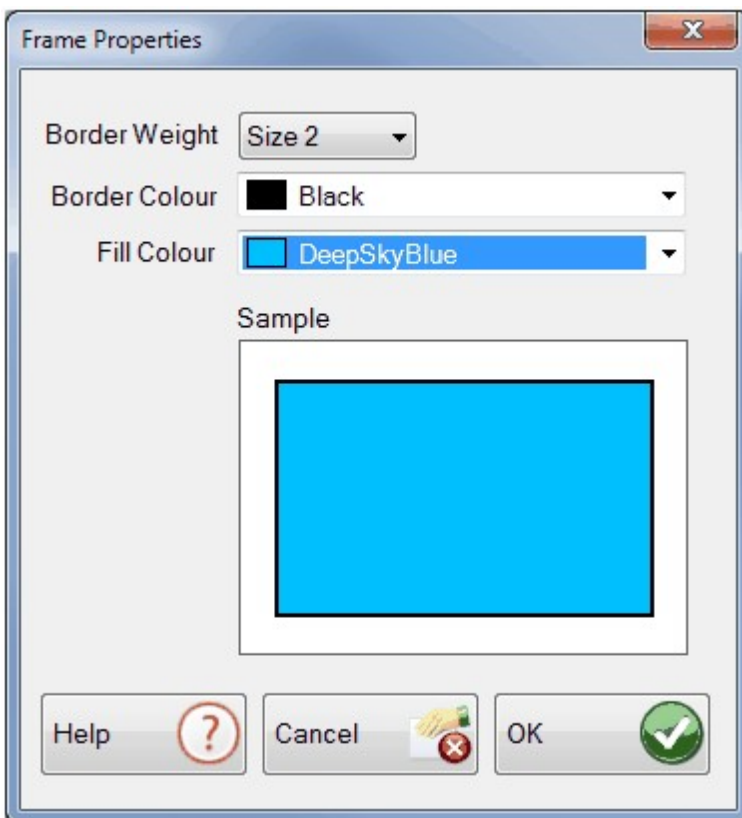 Frame Properties
Border Weight Size 2
Border Colour Black
Fill Colour DeepSkyBlue
Sample
Help ? Cancel OK